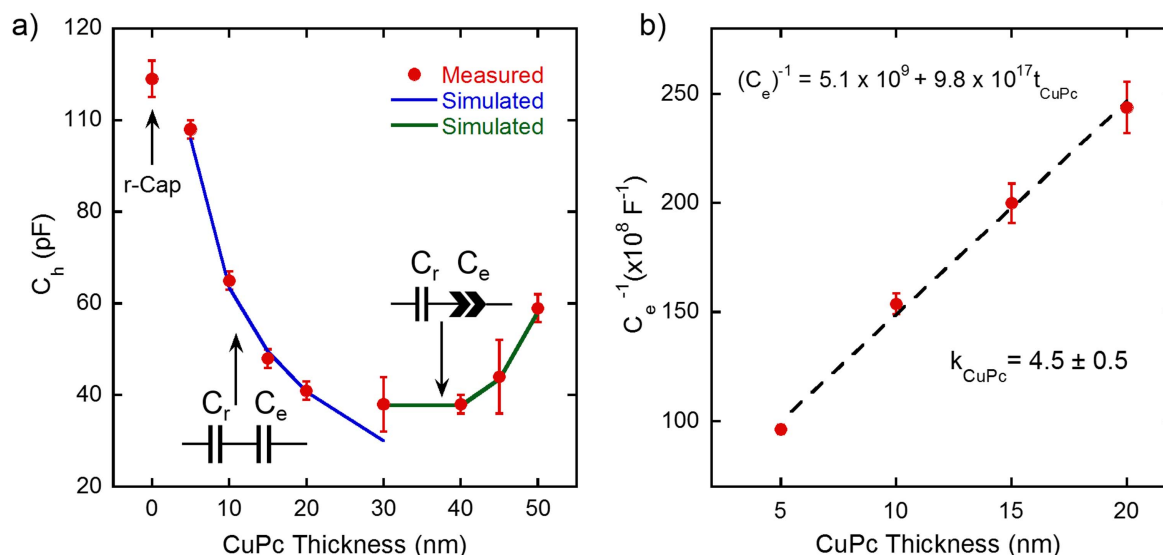 a)
120
100
80
60
40
20
C_h (pF)
0
10
20
30
40
50
CuPc Thickness (nm)
Measured
Simulated
Simulated
r-Cap
C_r C_e
C_r C_e
b)
250
200
150
100
C_e^-1(x10^8 F^-1)
5
10
15
20
CuPc Thickness (nm)
(C_e)^-1 = 5.1 x 10^9 + 9.8 x 10^17 t_CuPc
k_CuPc = 4.5 ± 0.5